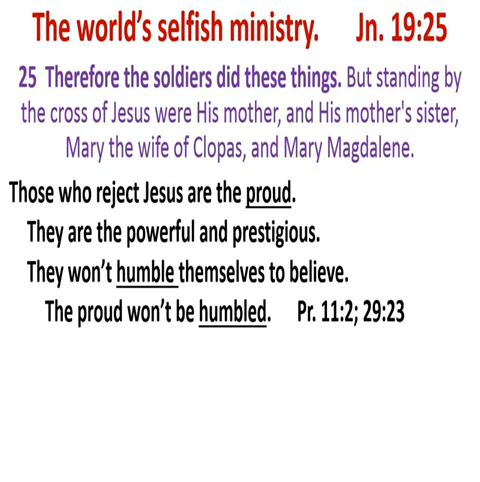 The world’s selfish ministry. Jn. 19:25
25 Therefore the soldiers did these things. But standing by
the cross of Jesus were His mother, and His mother's sister,
Mary the wife of Clopas, and Mary Magdalene.
Those who reject Jesus are the proud.
They are the powerful and prestigious.
They won’t humble themselves to believe.
The proud won’t be humbled. Pr. 11:2; 29:23